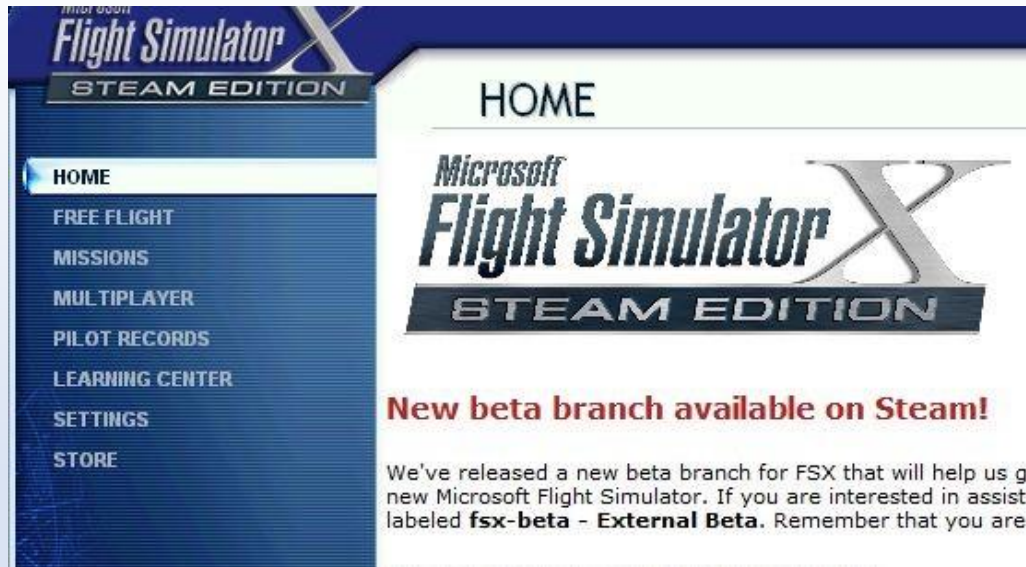 Microsoft
Flight Simulator X
STEAM EDITION
HOME
FREE FLIGHT
MISSIONS
MULTIPLAYER
PILOT RECORDS
LEARNING CENTER
SETTINGS
STORE
HOME
Microsoft
Flight Simulator X
STEAM EDITION
New beta branch available on Steam!
We've released a new beta branch for FSX that will help us g
new Microsoft Flight Simulator. If you are interested in assist
labeled fsx-beta - External Beta. Remember that you are